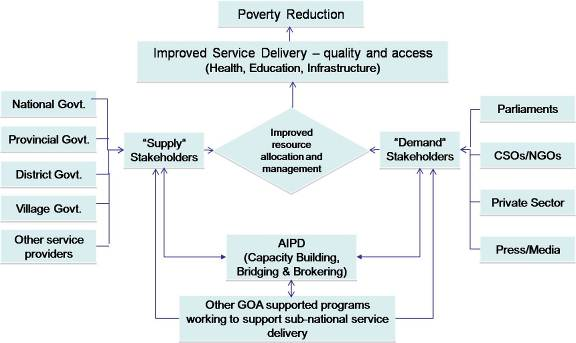 Poverty Reduction
Improved Service Delivery – quality and access
(Health, Education, Infrastructure)
National Govt.
Provincial Govt.
District Govt.
Village Govt.
Other service
providers
"Supply"
Stakeholders
Improved
resource
allocation and
management
"Demand"
Stakeholders
Parliaments
CSOs/NGOs
Private Sector
Press/Media
AIPD
(Capacity Building,
Bridging & Brokering)
Other GOA supported programs
working to support sub-national service
delivery